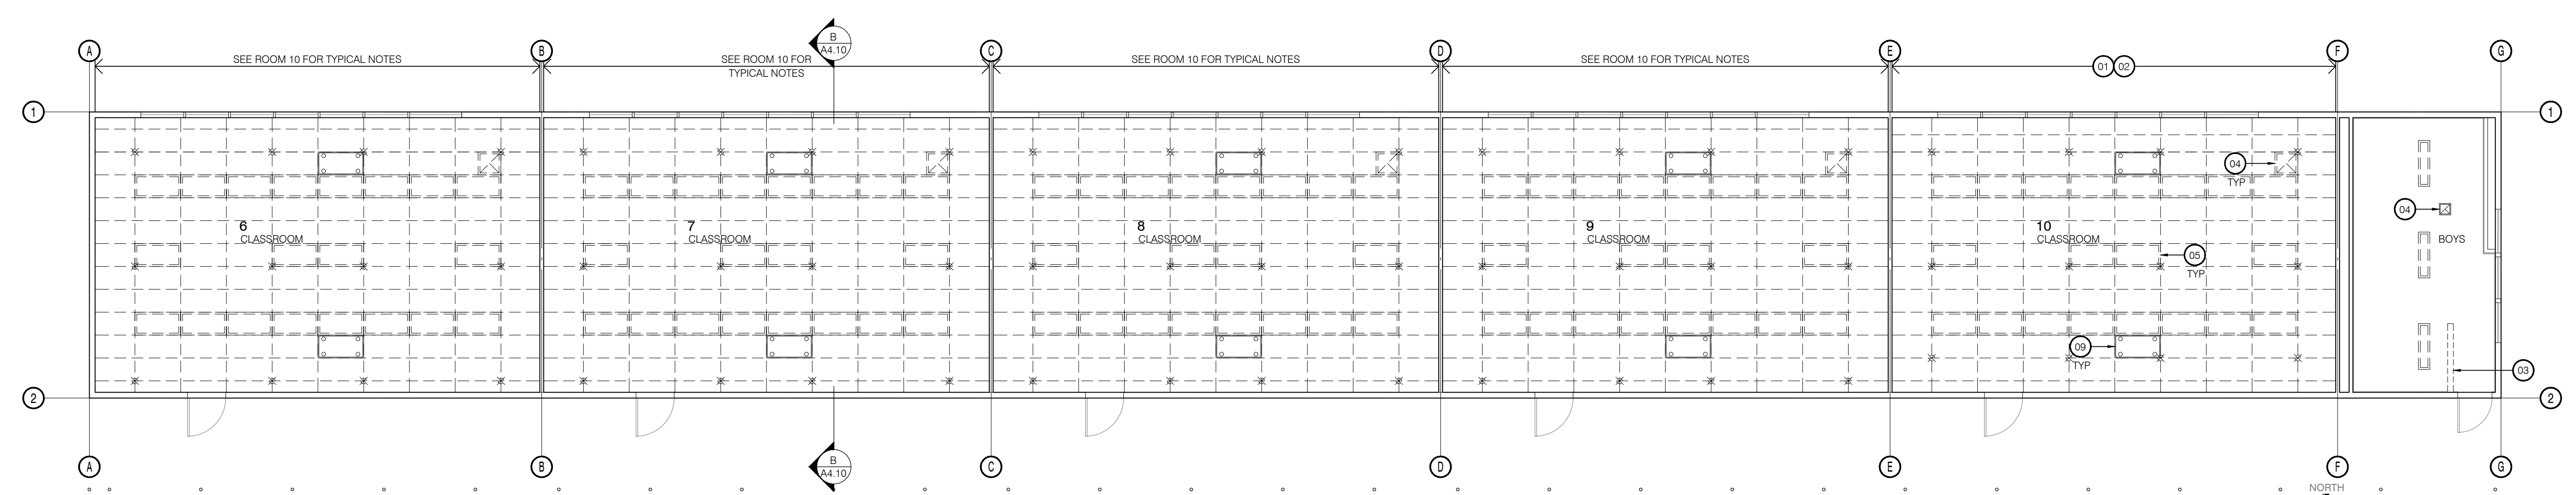 B
A4.10
A
B
C
D
E
F
G
SEE ROOM 10 FOR TYPICAL NOTES
SEE ROOM 10 FOR
TYPICAL NOTES
SEE ROOM 10 FOR TYPICAL NOTES
SEE ROOM 10 FOR TYPICAL NOTES
01
02
1
1
04
TYP
04
6
CLASSROOM
7
CLASSROOM
8
CLASSROOM
9
CLASSROOM
10
CLASSROOM
BOYS
05
TYP
09
TYP
03
2
2
A
B
B
A4.10
C
D
E
F
G
NORTH